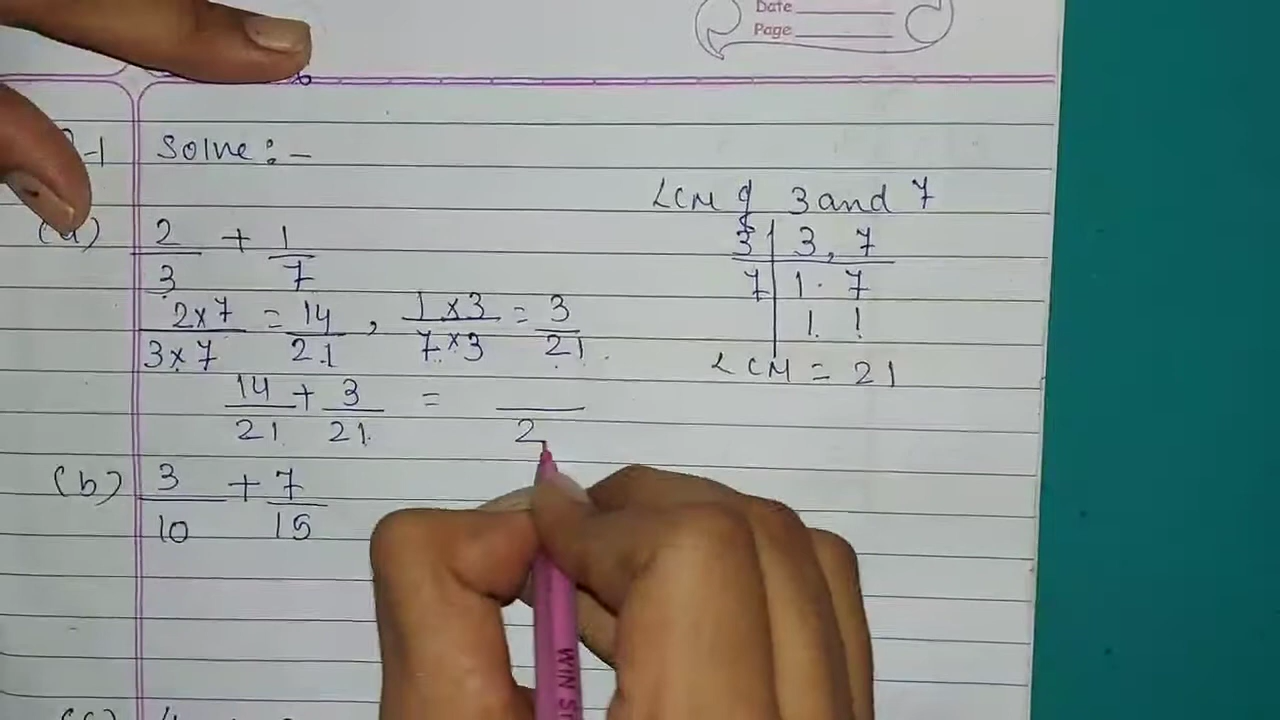 Date
Page
-1 Solve :-
LCM of 3 and 7
(a) 2/3 + 1/7
3 | 3, 7
7 | 1. 7
1. 1
2x7/3x7 = 14/21, 1x3/7x3 = 3/21.
LCM = 21
14/21 + 3/21 = /2
(b) 3/10 + 7/15
WIN